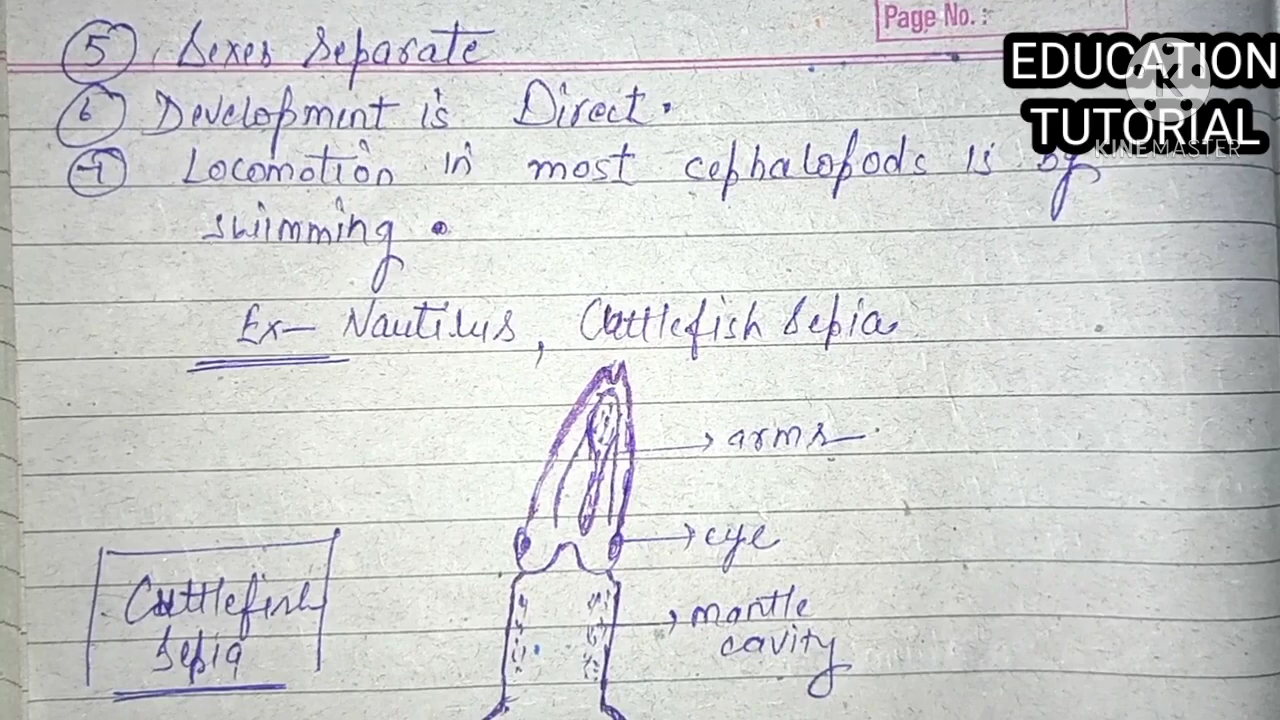 Page No. :
EDUCATION
TUTORIAL
KINEMASTER
⑤ Sexes Separate
⑥ Development is Direct.
⑦ Locomotion in most cephalopods is by
swimming.
Ex- Nautilus, Cuttlefish Sepia
arms
eye
mantle
cavity
Cuttlefish
Sepia